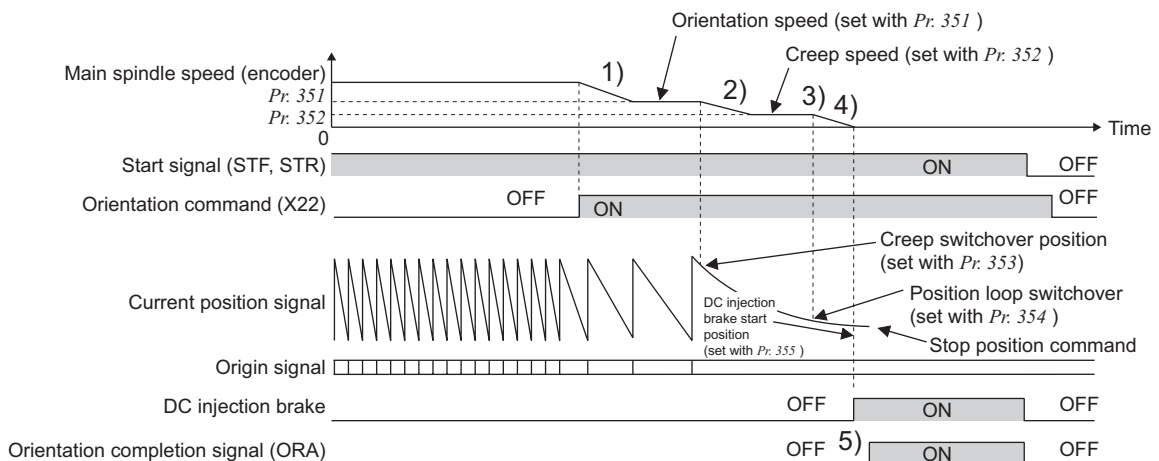 Orientation speed (set with Pr. 351 )
Creep speed (set with Pr. 352 )
Main spindle speed (encoder)
1)
2)
3)
4)
Pr. 351
Pr. 352
0
Time
Start signal (STF, STR)
ON
OFF
Orientation command (X22)
OFF
ON
OFF
Creep switchover position
(set with Pr. 353)
Current position signal
DC injection
brake start
position
(set with Pr. 355 )
Position loop switchover
(set with Pr. 354 )
Stop position command
Origin signal
DC injection brake
OFF
ON
OFF
Orientation completion signal (ORA)
OFF
5)
ON
OFF